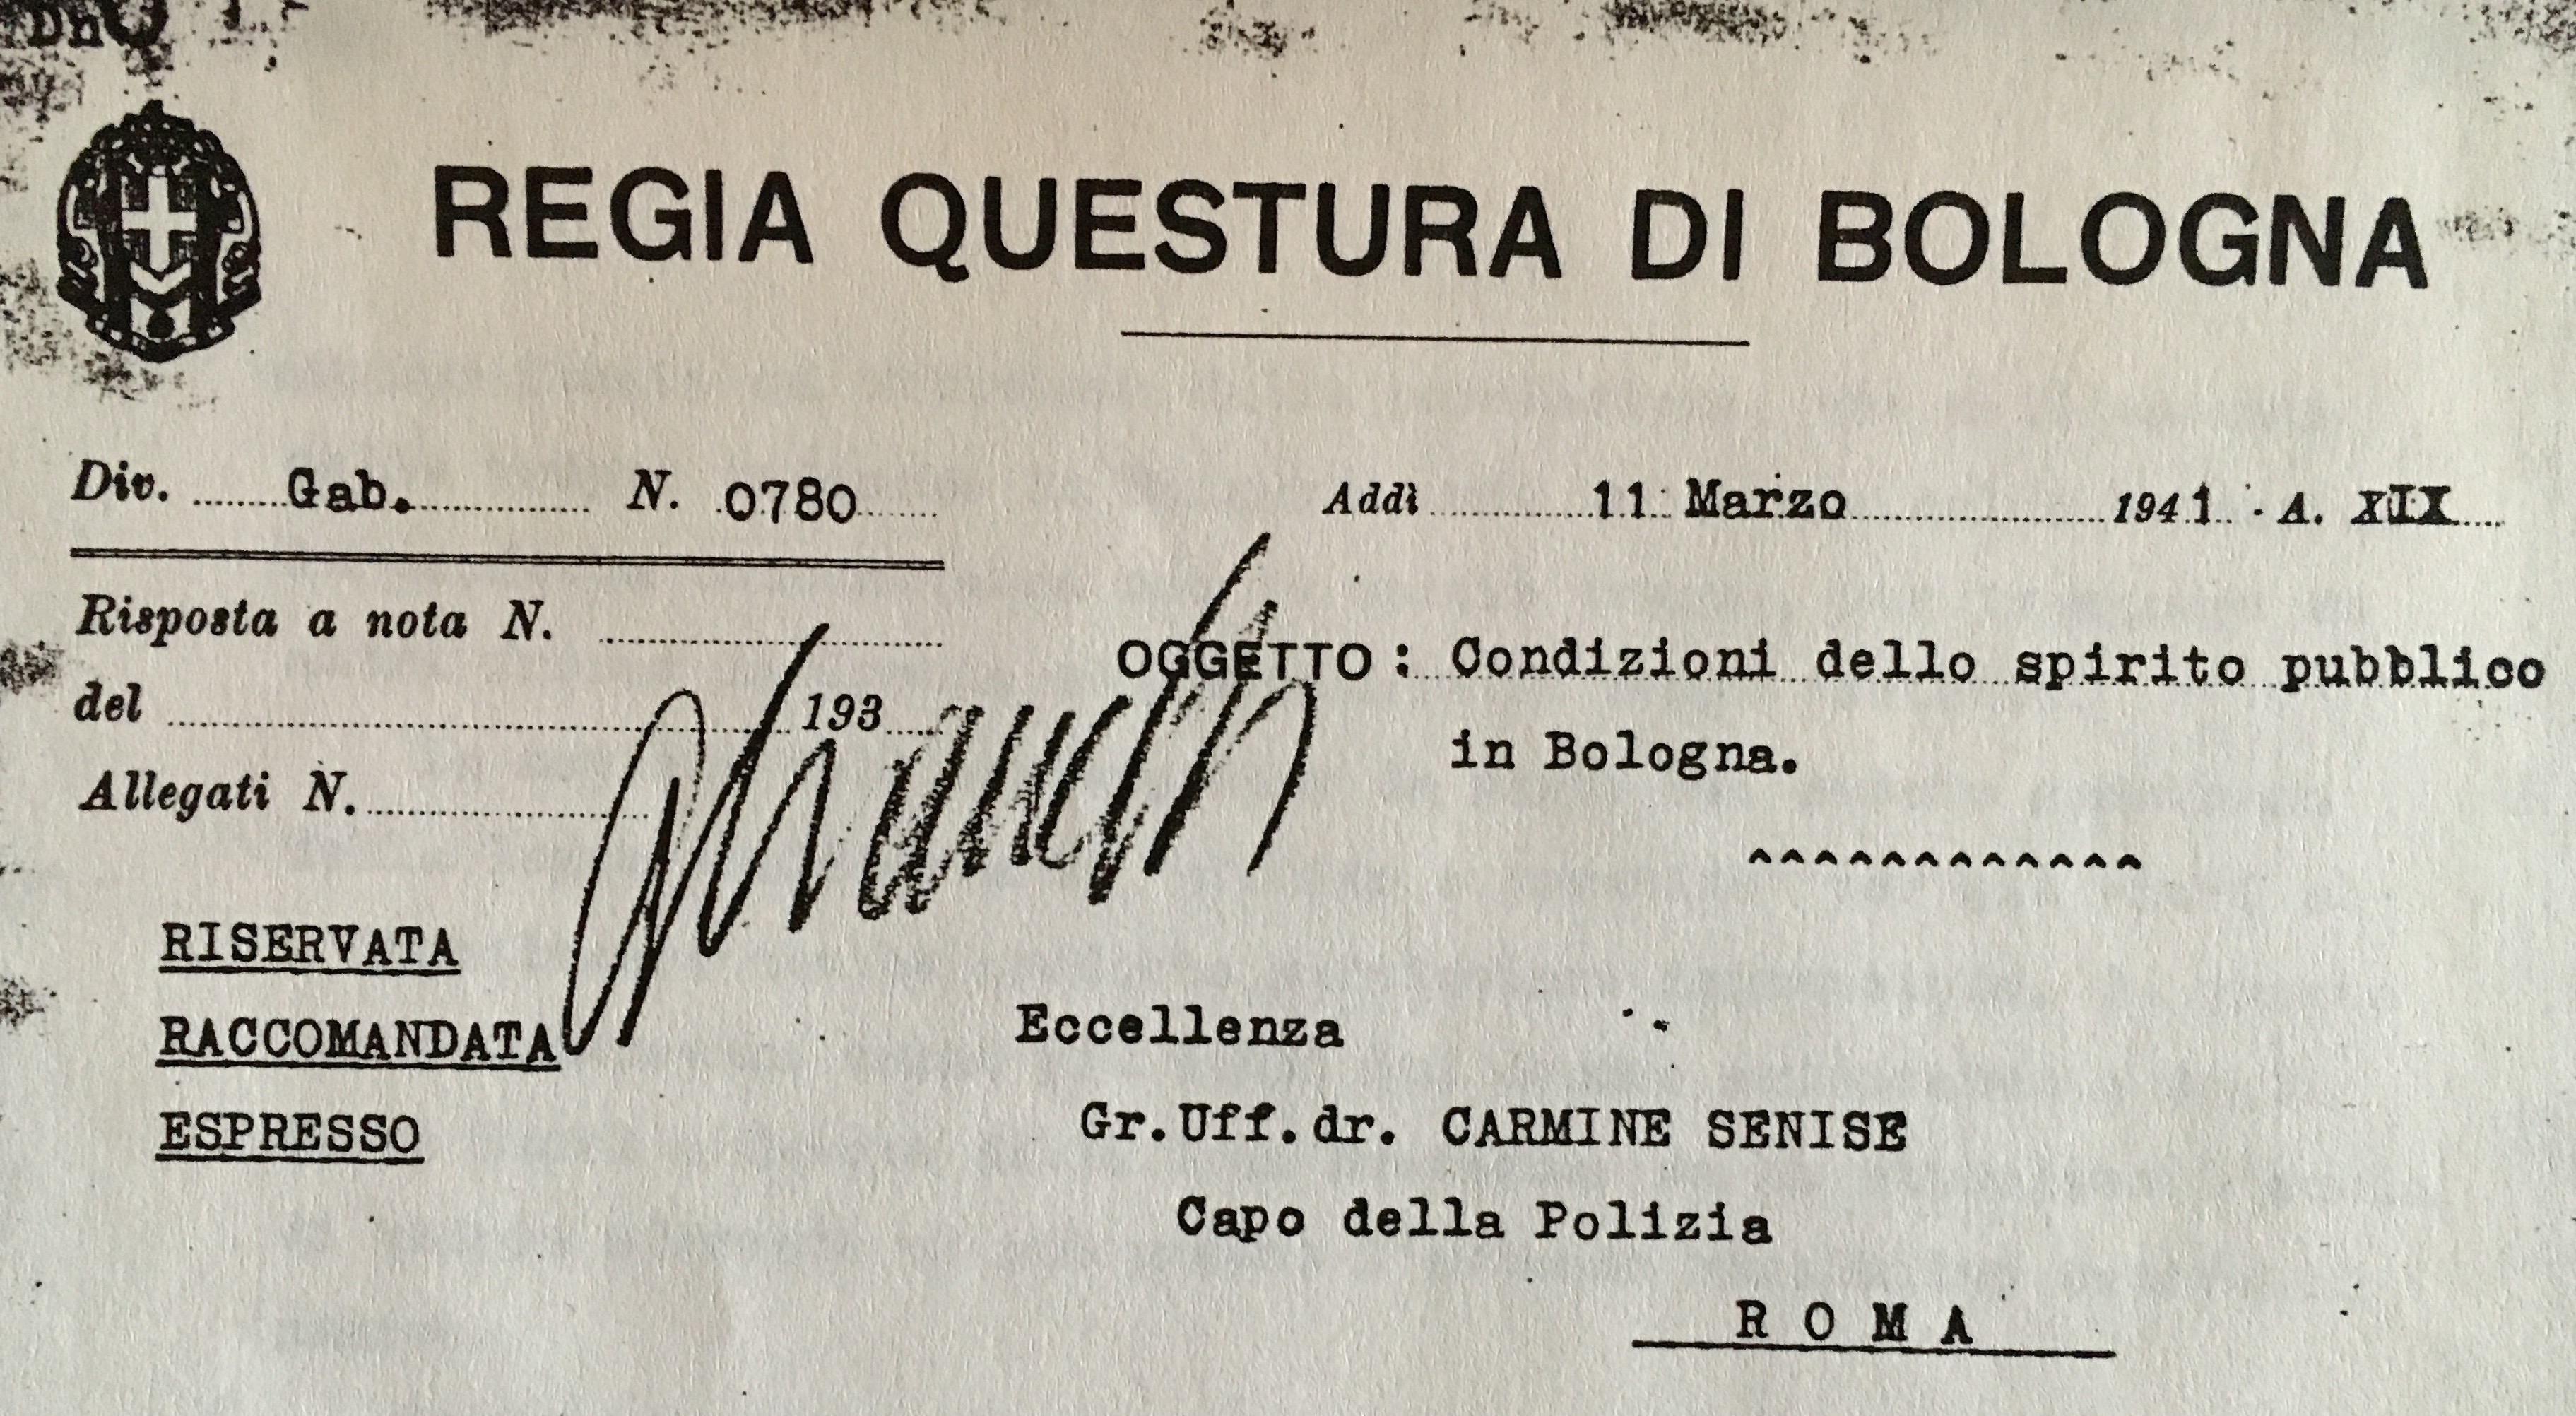 REGIA QUESTURA DI BOLOGNA
Div. Gab. N. 0780
Addì 11 Marzo 1941 · A. XIX
Risposta a nota N.
del 193
Allegati N.
OGGETTO : Condizioni dello spirito pubblico
in Bologna.
^^^^^^^^^^^^
RISERVATA
RACCOMANDATA
ESPRESSO
Eccellenza
Gr.Uff.dr. CARMINE SENISE
Capo della Polizia
R O M A